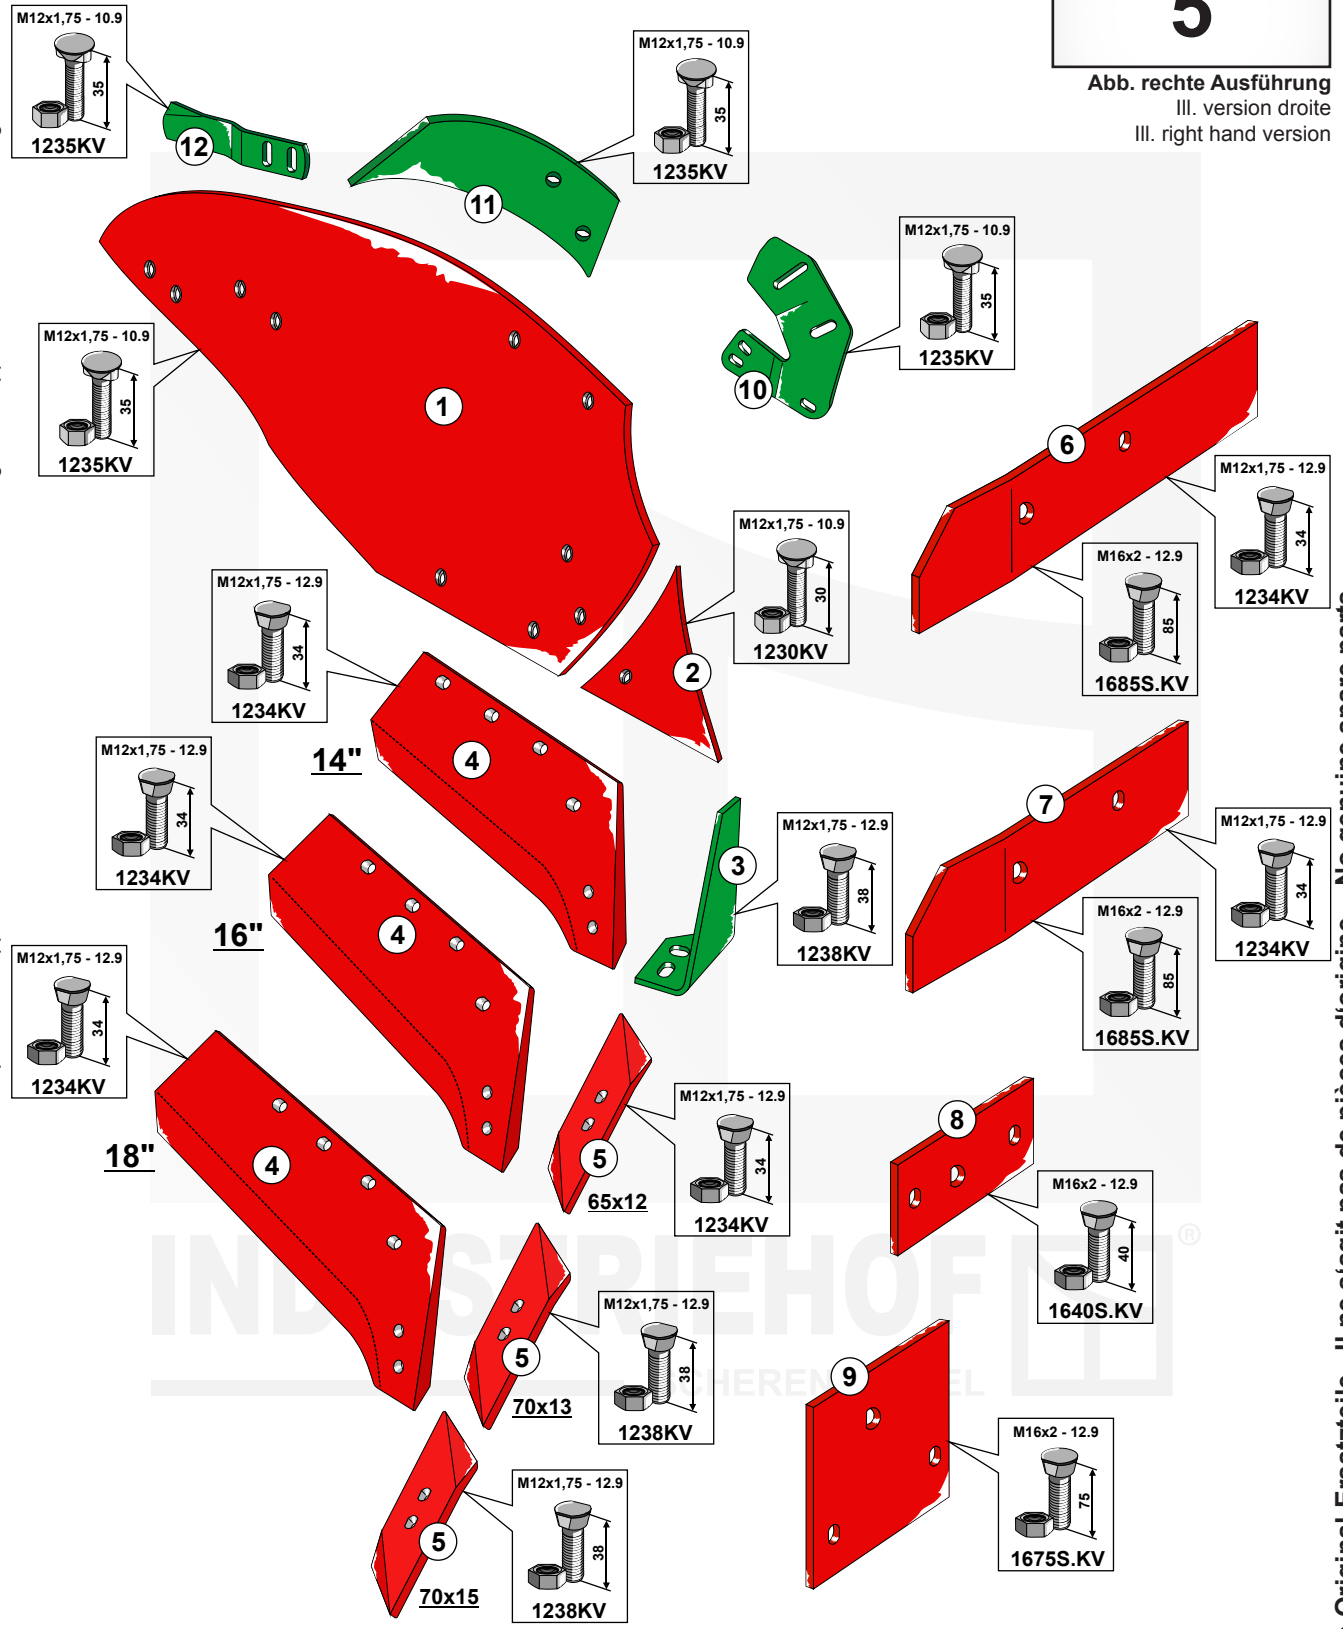 5
Abb. rechte Ausführung
Ill. version droite
Ill. right hand version
M12x1,75 - 10.9
35
1235KV
12
M12x1,75 - 10.9
35
1235KV
11
M12x1,75 - 10.9
35
1235KV
10
M12x1,75 - 10.9
35
1235KV
1
6
M12x1,75 - 12.9
34
1234KV
M16x2 - 12.9
85
1685S.KV
M12x1,75 - 10.9
30
1230KV
2
M12x1,75 - 12.9
34
1234KV
14"
4
M12x1,75 - 12.9
34
1234KV
16"
4
3
M12x1,75 - 12.9
38
1238KV
7
M12x1,75 - 12.9
34
1234KV
M16x2 - 12.9
85
1685S.KV
M12x1,75 - 12.9
34
1234KV
18"
4
5
65x12
M12x1,75 - 12.9
34
1234KV
8
M16x2 - 12.9
40
1640S.KV
5
70x13
M12x1,75 - 12.9
38
1238KV
9
M16x2 - 12.9
75
1675S.KV
5
70x15
M12x1,75 - 12.9
38
1238KV
INDUSTRIEHOF
®